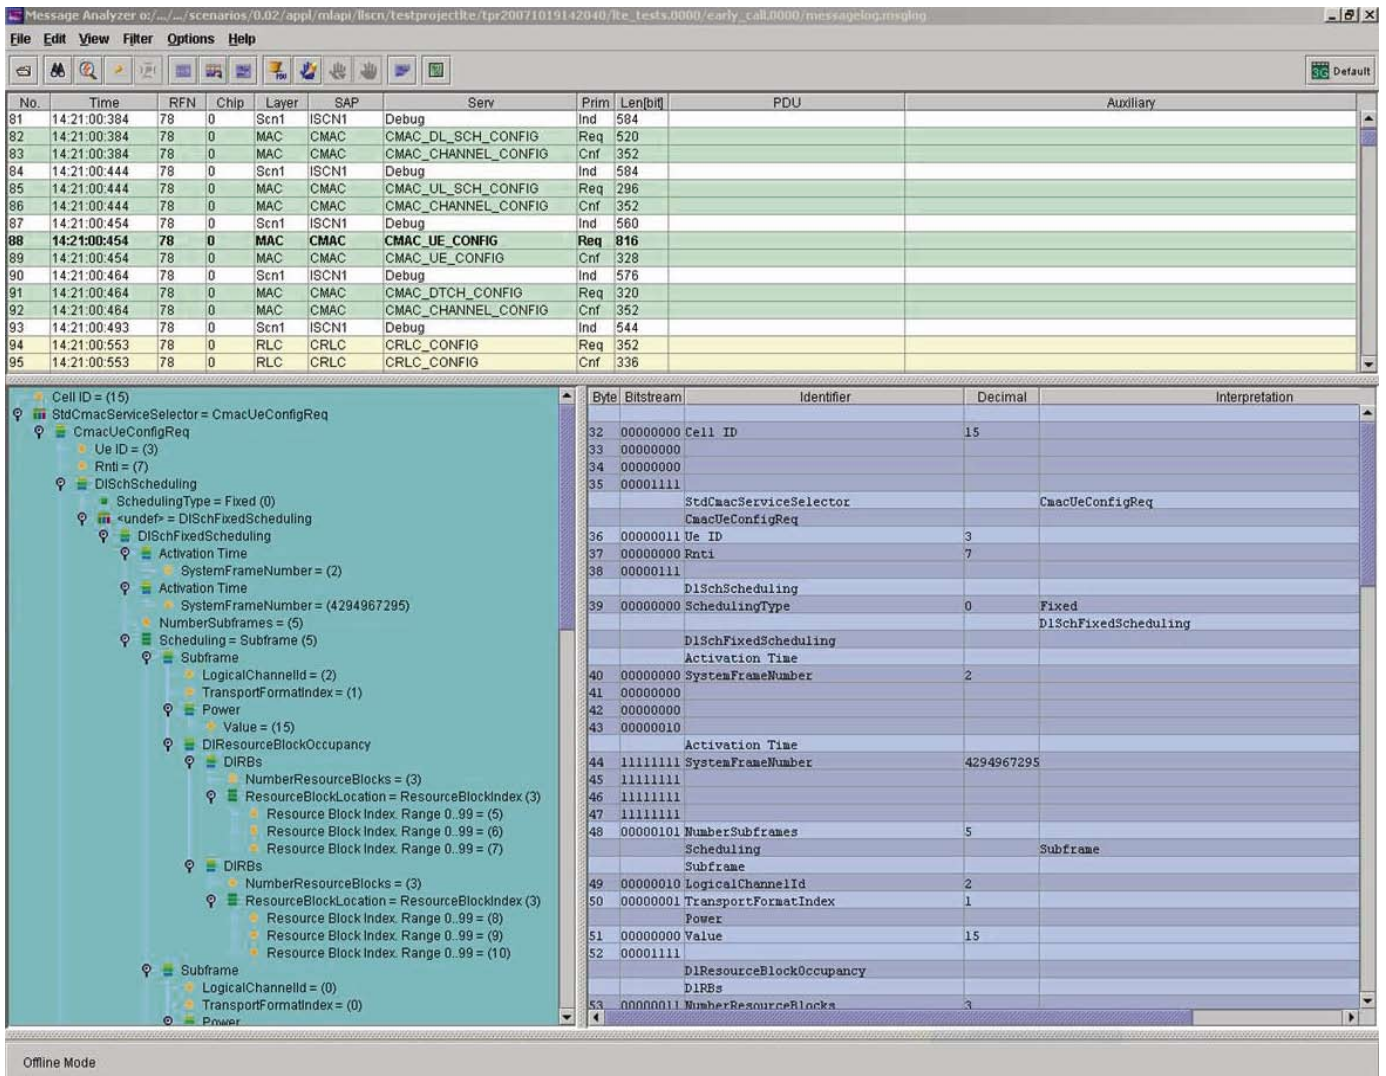 Message Analyzer o:/.../.../scenarios/0.02/appl/mlapi/llscn/testprojectlte/tpr20071019142040/lte_tests.0000/early_call.0000/messagelog.msglog
File Edit View Filter Options Help
3G Default
No. Time RFN Chip Layer SAP Serv Prim Len[bit] PDU Auxiliary
81 14:21:00:384 78 0 Scn1 ISCN1 Debug Ind 584
82 14:21:00:384 78 0 MAC CMAC CMAC_DL_SCH_CONFIG Req 520
83 14:21:00:384 78 0 MAC CMAC CMAC_CHANNEL_CONFIG Cnf 352
84 14:21:00:444 78 0 Scn1 ISCN1 Debug Ind 584
85 14:21:00:444 78 0 MAC CMAC CMAC_UL_SCH_CONFIG Req 296
86 14:21:00:444 78 0 MAC CMAC CMAC_CHANNEL_CONFIG Cnf 352
87 14:21:00:454 78 0 Scn1 ISCN1 Debug Ind 560
88 14:21:00:454 78 0 MAC CMAC CMAC_UE_CONFIG Req 816
89 14:21:00:454 78 0 MAC CMAC CMAC_UE_CONFIG Cnf 328
90 14:21:00:464 78 0 Scn1 ISCN1 Debug Ind 576
91 14:21:00:464 78 0 MAC CMAC CMAC_DTCH_CONFIG Req 320
92 14:21:00:464 78 0 MAC CMAC CMAC_CHANNEL_CONFIG Cnf 352
93 14:21:00:493 78 0 Scn1 ISCN1 Debug Ind 544
94 14:21:00:553 78 0 RLC CRLC CRLC_CONFIG Req 352
95 14:21:00:553 78 0 RLC CRLC CRLC_CONFIG Cnf 336
Cell ID = (15)
StdCmacServiceSelector = CmacUeConfigReq
CmacUeConfigReq
Ue ID = (3)
Rnti = (7)
DlSchScheduling
SchedulingType = Fixed (0)
<undef> = DlSchFixedScheduling
DlSchFixedScheduling
Activation Time
SystemFrameNumber = (2)
Activation Time
SystemFrameNumber = (4294967295)
NumberSubframes = (5)
Scheduling = Subframe (5)
Subframe
LogicalChannelId = (2)
TransportFormatIndex = (1)
Power
Value = (15)
DlResourceBlockOccupancy
DlRBs
NumberResourceBlocks = (3)
ResourceBlockLocation = ResourceBlockIndex (3)
Resource Block Index. Range 0..99 = (5)
Resource Block Index. Range 0..99 = (6)
Resource Block Index. Range 0..99 = (7)
DlRBs
NumberResourceBlocks = (3)
ResourceBlockLocation = ResourceBlockIndex (3)
Resource Block Index. Range 0..99 = (8)
Resource Block Index. Range 0..99 = (9)
Resource Block Index. Range 0..99 = (10)
Subframe
LogicalChannelId = (0)
TransportFormatIndex = (0)
Power
Byte Bitstream Identifier Decimal Interpretation
32 00000000 Cell ID 15
33 00000000
34 00000000
35 00001111
StdCmacServiceSelector CmacUeConfigReq
CmacUeConfigReq
36 00000011 Ue ID 3
37 00000000 Rnti 7
38 00000111
DlSchScheduling
39 00000000 SchedulingType 0 Fixed
DlSchFixedScheduling
DlSchFixedScheduling
Activation Time
40 00000000 SystemFrameNumber 2
41 00000000
42 00000000
43 00000010
Activation Time
44 11111111 SystemFrameNumber 4294967295
45 11111111
46 11111111
47 11111111
48 00000101 NumberSubframes 5
Scheduling Subframe
Subframe
49 00000010 LogicalChannelId 2
50 00000001 TransportFormatIndex 1
Power
51 00000000 Value 15
52 00001111
DlResourceBlockOccupancy
DlRBs
53 00000011 NumberResourceBlocks 3
Offline Mode